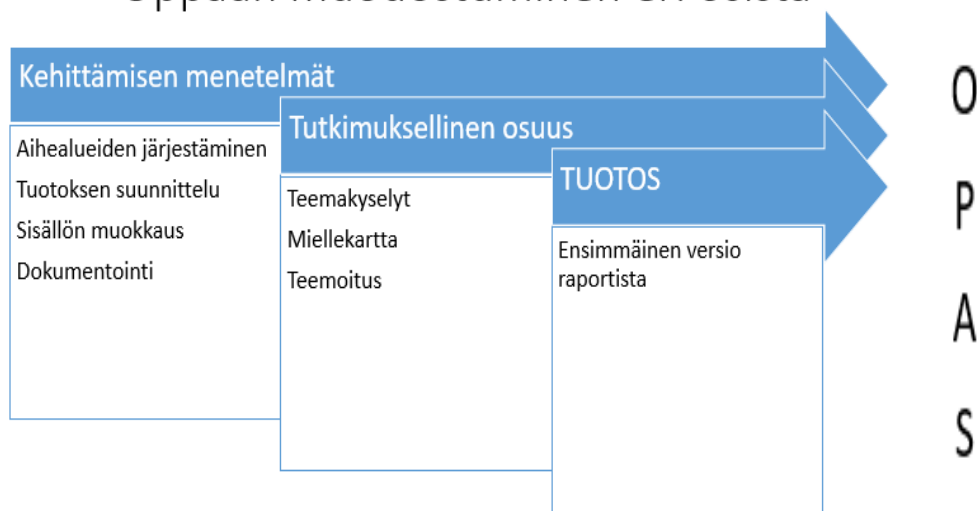 Kehittämisen menetelmät
Aihealueiden järjestäminen
Tuotoksen suunnittelu
Sisällön muokkaus
Dokumentointi
Tutkimuksellinen osuus
Teemakyselyt
Miellekartta
Teemoitus
TUOTOS
Ensimmäinen versio
raportista
O
P
A
S